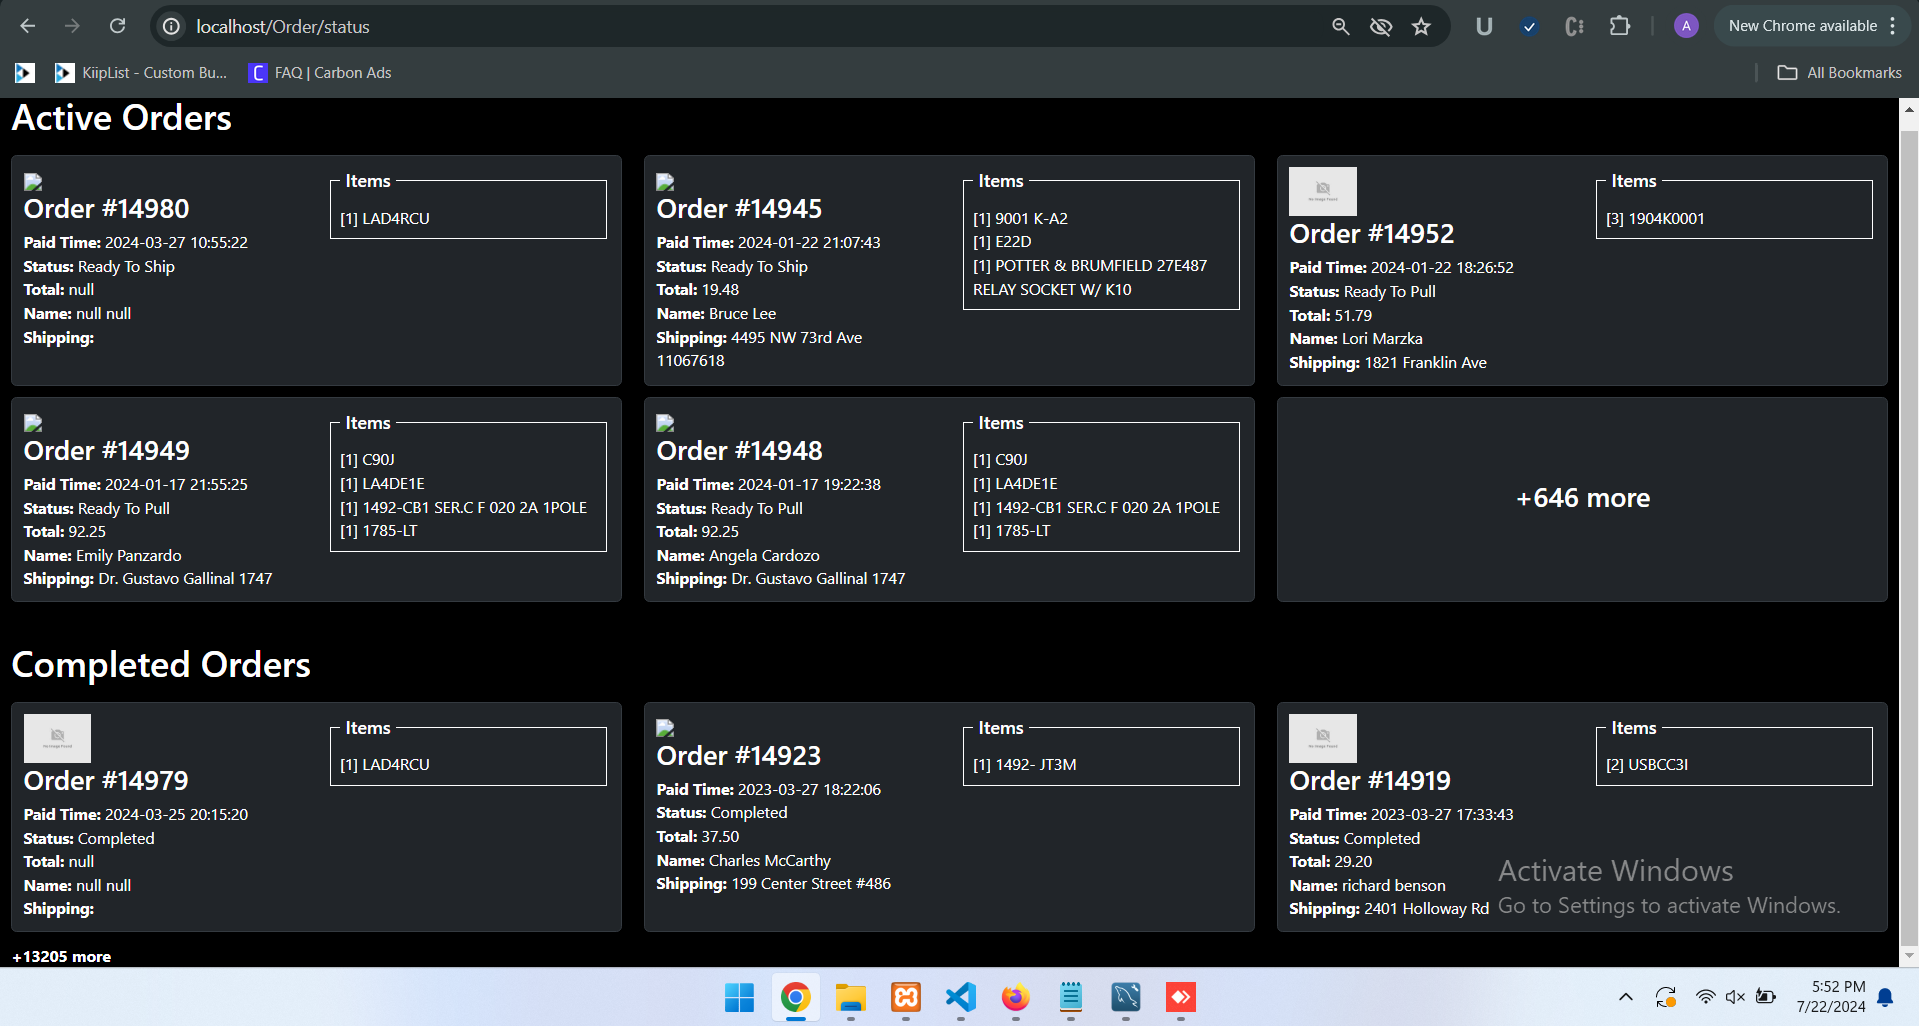 localhost/Order/status
A
New Chrome available
KiipList - Custom Bu...
C FAQ | Carbon Ads
All Bookmarks
Active Orders
Order #14980
Paid Time: 2024-03-27 10:55:22
Status: Ready To Ship
Total: null
Name: null null
Shipping:
Items
[1] LAD4RCU
Order #14945
Paid Time: 2024-01-22 21:07:43
Status: Ready To Ship
Total: 19.48
Name: Bruce Lee
Shipping: 4495 NW 73rd Ave
11067618
Items
[1] 9001 K-A2
[1] E22D
[1] POTTER & BRUMFIELD 27E487
RELAY SOCKET W/ K10
No Image Found
Order #14952
Paid Time: 2024-01-22 18:26:52
Status: Ready To Pull
Total: 51.79
Name: Lori Marzka
Shipping: 1821 Franklin Ave
Items
[3] 1904K0001
Order #14949
Paid Time: 2024-01-17 21:55:25
Status: Ready To Pull
Total: 92.25
Name: Emily Panzardo
Shipping: Dr. Gustavo Gallinal 1747
Items
[1] C90J
[1] LA4DE1E
[1] 1492-CB1 SER.C F 020 2A 1POLE
[1] 1785-LT
Order #14948
Paid Time: 2024-01-17 19:22:38
Status: Ready To Pull
Total: 92.25
Name: Angela Cardozo
Shipping: Dr. Gustavo Gallinal 1747
Items
[1] C90J
[1] LA4DE1E
[1] 1492-CB1 SER.C F 020 2A 1POLE
[1] 1785-LT
+646 more
Completed Orders
No Image Found
Order #14979
Paid Time: 2024-03-25 20:15:20
Status: Completed
Total: null
Name: null null
Shipping:
Items
[1] LAD4RCU
Order #14923
Paid Time: 2023-03-27 18:22:06
Status: Completed
Total: 37.50
Name: Charles McCarthy
Shipping: 199 Center Street #486
Items
[1] 1492- JT3M
No Image Found
Order #14919
Paid Time: 2023-03-27 17:33:43
Status: Completed
Total: 29.20
Name: richard benson
Shipping: 2401 Holloway Rd
Items
[2] USBCC3I
Activate Windows
Go to Settings to activate Windows.
+13205 more
5:52 PM
7/22/2024